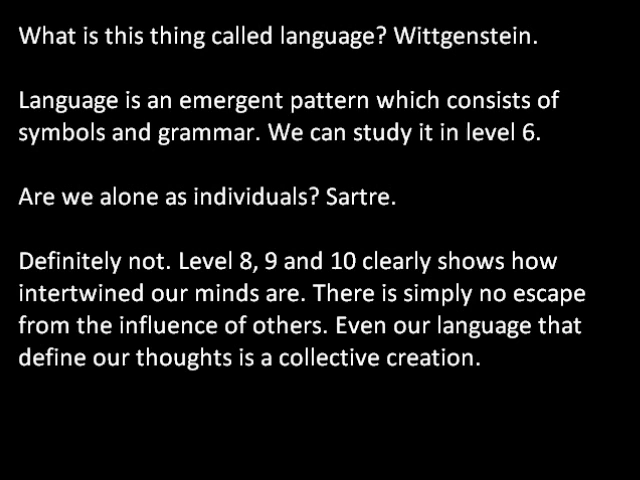 What is this thing called language? Wittgenstein.
Language is an emergent pattern which consists of
symbols and grammar. We can study it in level 6.
Are we alone as individuals? Sartre.
Definitely not. Level 8, 9 and 10 clearly shows how
intertwined our minds are. There is simply no escape
from the influence of others. Even our language that
define our thoughts is a collective creation.